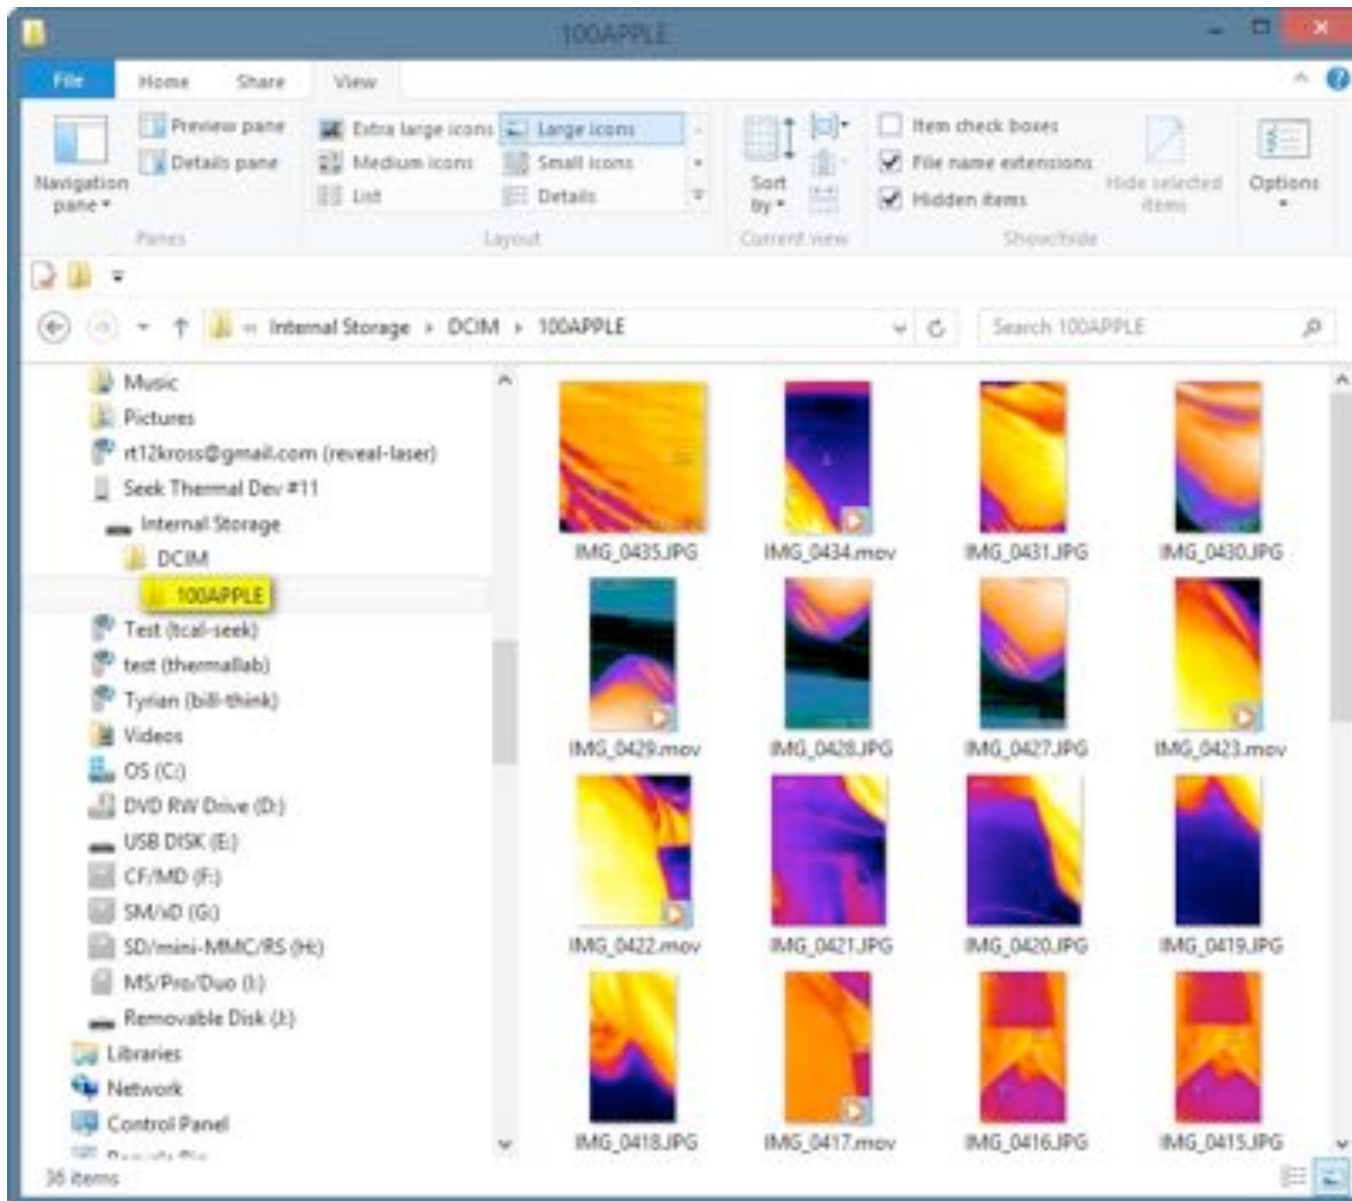 100APPLE
File Home Share View
Navigation pane
Preview pane
Details pane
Panes
Extra large icons Large icons
Medium icons Small icons
List Details
Layout
Sort by
Current view
Item check boxes
File name extensions
Hidden items
Hide selected items
Show/hide
Options
Internal Storage DCIM 100APPLE
Search 100APPLE
Music
Pictures
rt12kross@gmail.com (reveal-laser)
Seek Thermal Dev #11
Internal Storage
DCIM
100APPLE
Test (tcal-seek)
test (thermallab)
Tyrian (bill-think)
Videos
OS (C:)
DVD RW Drive (D:)
USB DISK (E:)
CF/MD (F:)
SM/xD (G:)
SD/mini-MMC/RS (H:)
MS/Pro/Duo (I:)
Removable Disk (J:)
Libraries
Network
Control Panel
IMG_0435.JPG IMG_0434.mov IMG_0431.JPG IMG_0430.JPG
IMG_0429.mov IMG_0428.JPG IMG_0427.JPG IMG_0423.mov
IMG_0422.mov IMG_0421.JPG IMG_0420.JPG IMG_0419.JPG
IMG_0418.JPG IMG_0417.mov IMG_0416.JPG IMG_0415.JPG
36 items